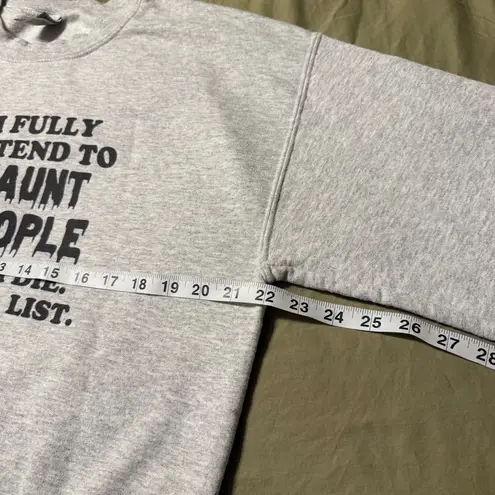 I FULLY
TEND TO
AUNT
OPLE
DIE.
LIST.
13 14 15 16 17 18 19 20 21 22 23 24 25 26 27 28